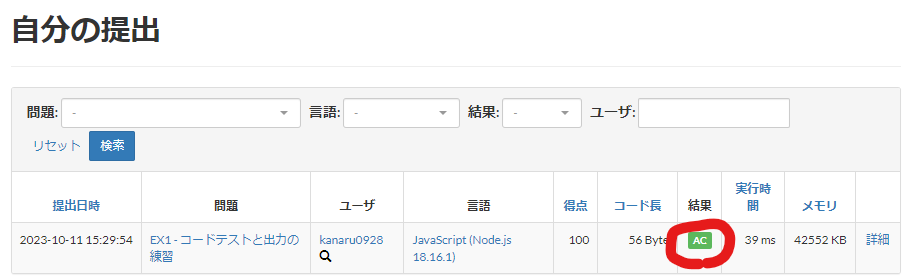 自分の提出
問題: - 言語: - 結果: - ユーザ:
リセット 検索
提出日時 問題 ユーザ 言語 得点 コード長 結果 実行時間 メモリ
2023-10-11 15:29:54 EX1 - コードテストと出力の練習 kanaru0928 JavaScript (Node.js 18.16.1) 100 56 Byte AC 39 ms 42552 KB 詳細